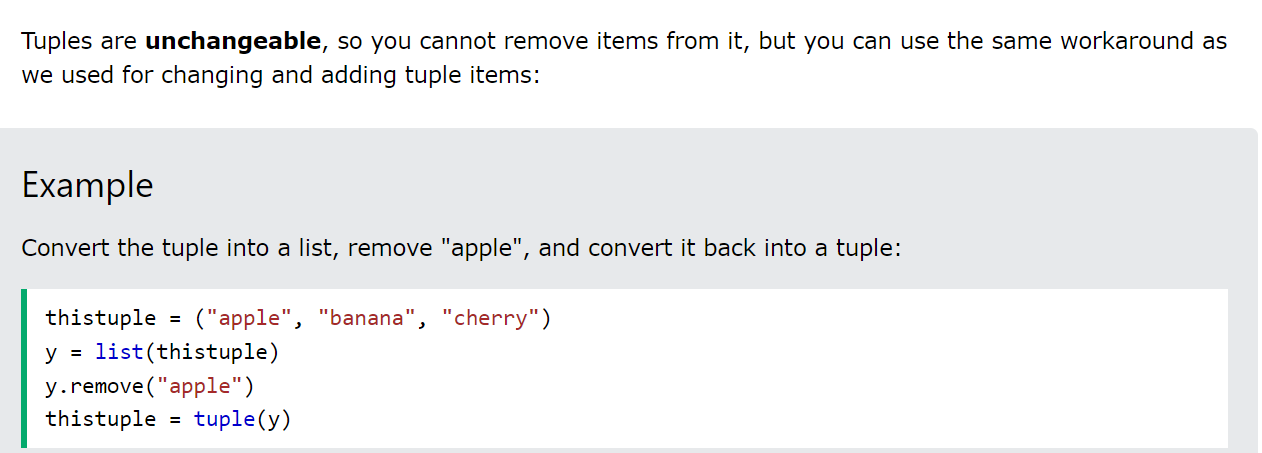 Tuples are unchangeable, so you cannot remove items from it, but you can use the same workaround as
we used for changing and adding tuple items:
Example
Convert the tuple into a list, remove "apple", and convert it back into a tuple:
thistuple = ("apple", "banana", "cherry")
y = list(thistuple)
y.remove("apple")
thistuple = tuple(y)